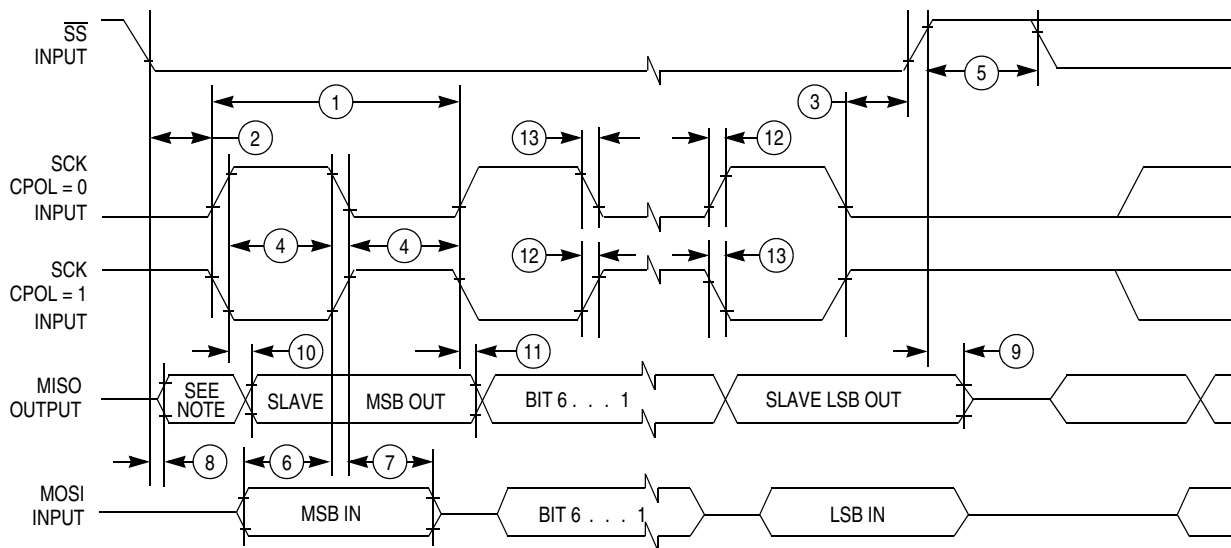 SS
INPUT
5
1
3
2
13
12
SCK
CPOL = 0
INPUT
4
4
SCK
CPOL = 1
INPUT
12
13
10
11
9
MISO
OUTPUT
SEE
NOTE
SLAVE
MSB OUT
BIT 6 . . . 1
SLAVE LSB OUT
8
6
7
MOSI
INPUT
MSB IN
BIT 6 . . . 1
LSB IN